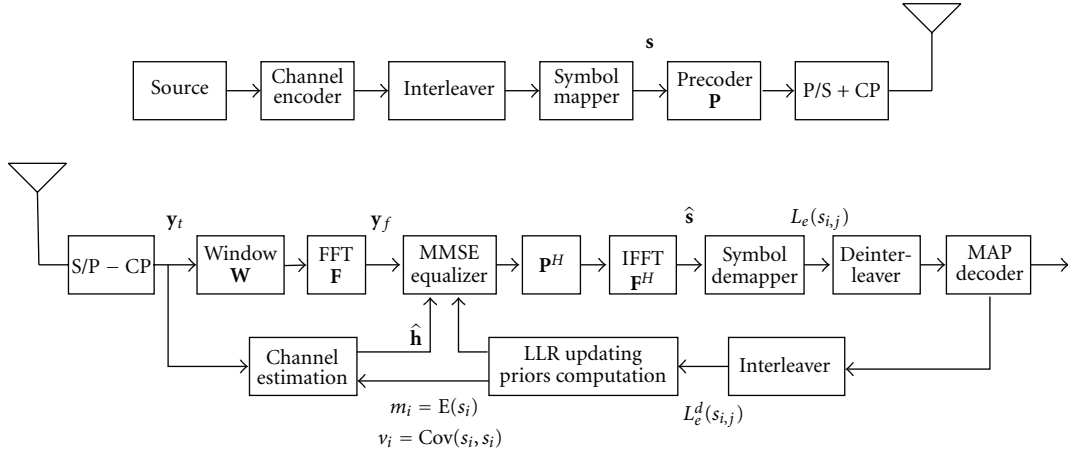 s
Source
Channel
encoder
Interleaver
Symbol
mapper
Precoder
P
P/S + CP
y_t
y_f
ŝ
L_e(s_{i,j})
S/P − CP
Window
W
FFT
F
MMSE
equalizer
P^H
IFFT
F^H
Symbol
demapper
Deinter-
leaver
MAP
decoder
ĥ
Channel
estimation
LLR updating
priors computation
Interleaver
m_i = E(s_i)
v_i = Cov(s_i, s_i)
L_e^d(s_{i,j})